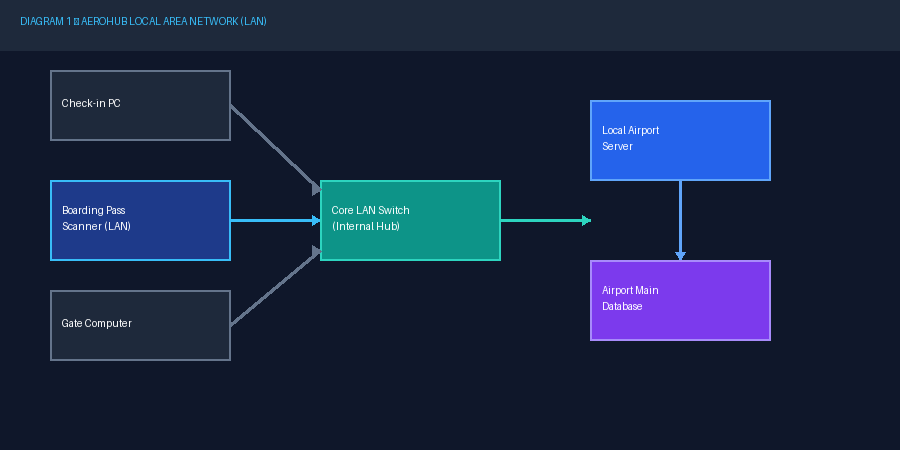 DIAGRAM 1 ▯ AEROHUB LOCAL AREA NETWORK (LAN)
Check-in PC
Local Airport
Server
Boarding Pass
Scanner (LAN)
Core LAN Switch
(Internal Hub)
Airport Main
Database
Gate Computer